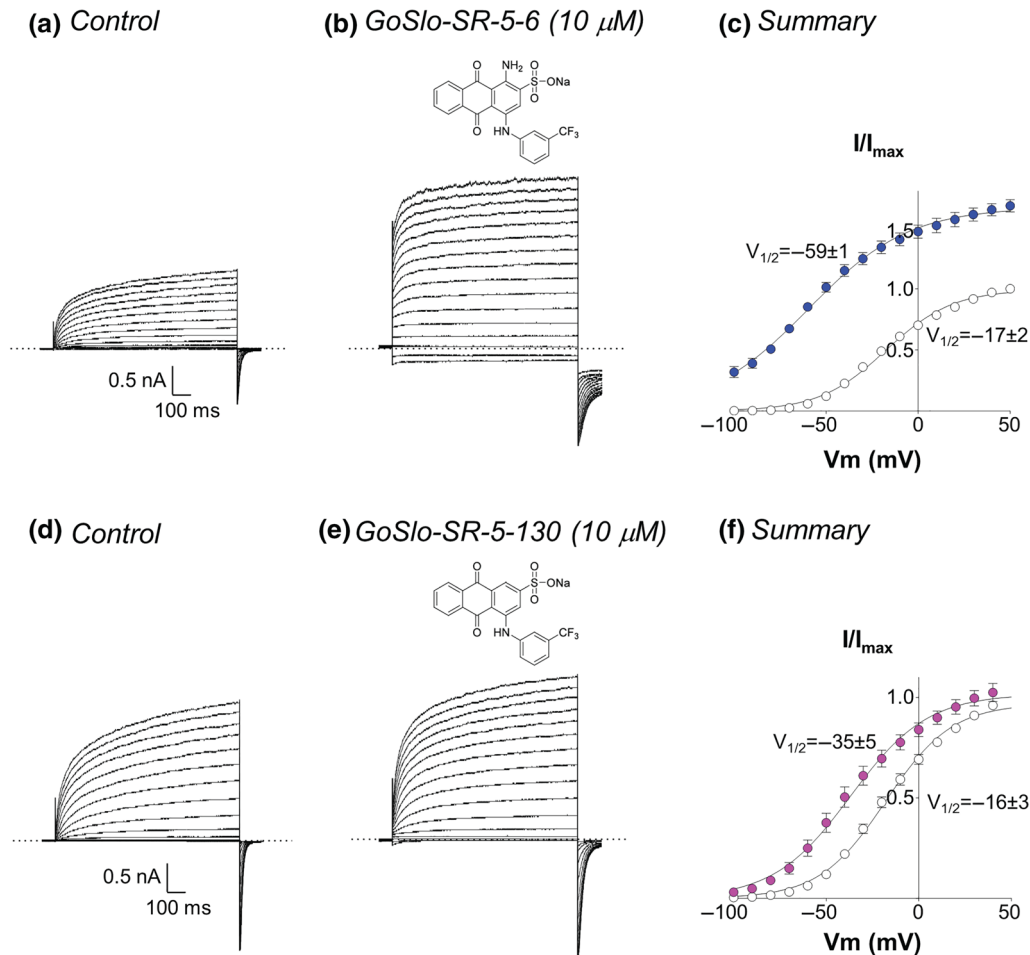 (a) Control
(b) GoSlo-SR-5-6 (10 μM)
(c) Summary
O
NH₂
O
S
ONa
O
O
HN
CF₃
0.5 nA
100 ms
I/Imax
1.5
1.0
0.5
V1/2=−59±1
V1/2=−17±2
−100
−50
0
50
Vm (mV)
(d) Control
(e) GoSlo-SR-5-130 (10 μM)
(f) Summary
O
O
S
ONa
O
O
HN
CF₃
0.5 nA
100 ms
I/Imax
1.0
0.5
V1/2=−35±5
V1/2=−16±3
−100
−50
0
50
Vm (mV)